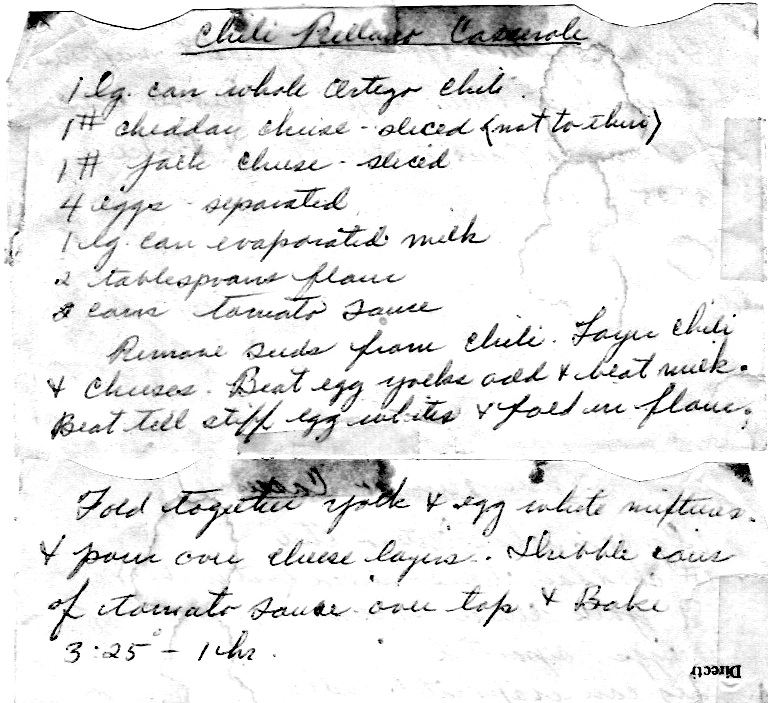 Chili Rellano Casserole
1 lg. can whole Ortego Chili.
1# cheddar cheese - sliced (not to thin)
1# jack cheese - sliced
4 eggs - separated
1 lg. can evaporated milk
2 tablespoons flour
2 cans tomato sauce
Remove seeds from chili. Layer chili
& cheeses. Beat egg yolks add & beat milk.
Beat till stiff egg whites & fold in flour.
Fold together yolk & egg white mixtures.
& pour over cheese layers. Dribble cans
of tomato sauce over top & Bake
3:25° - 1 hr.
Directi